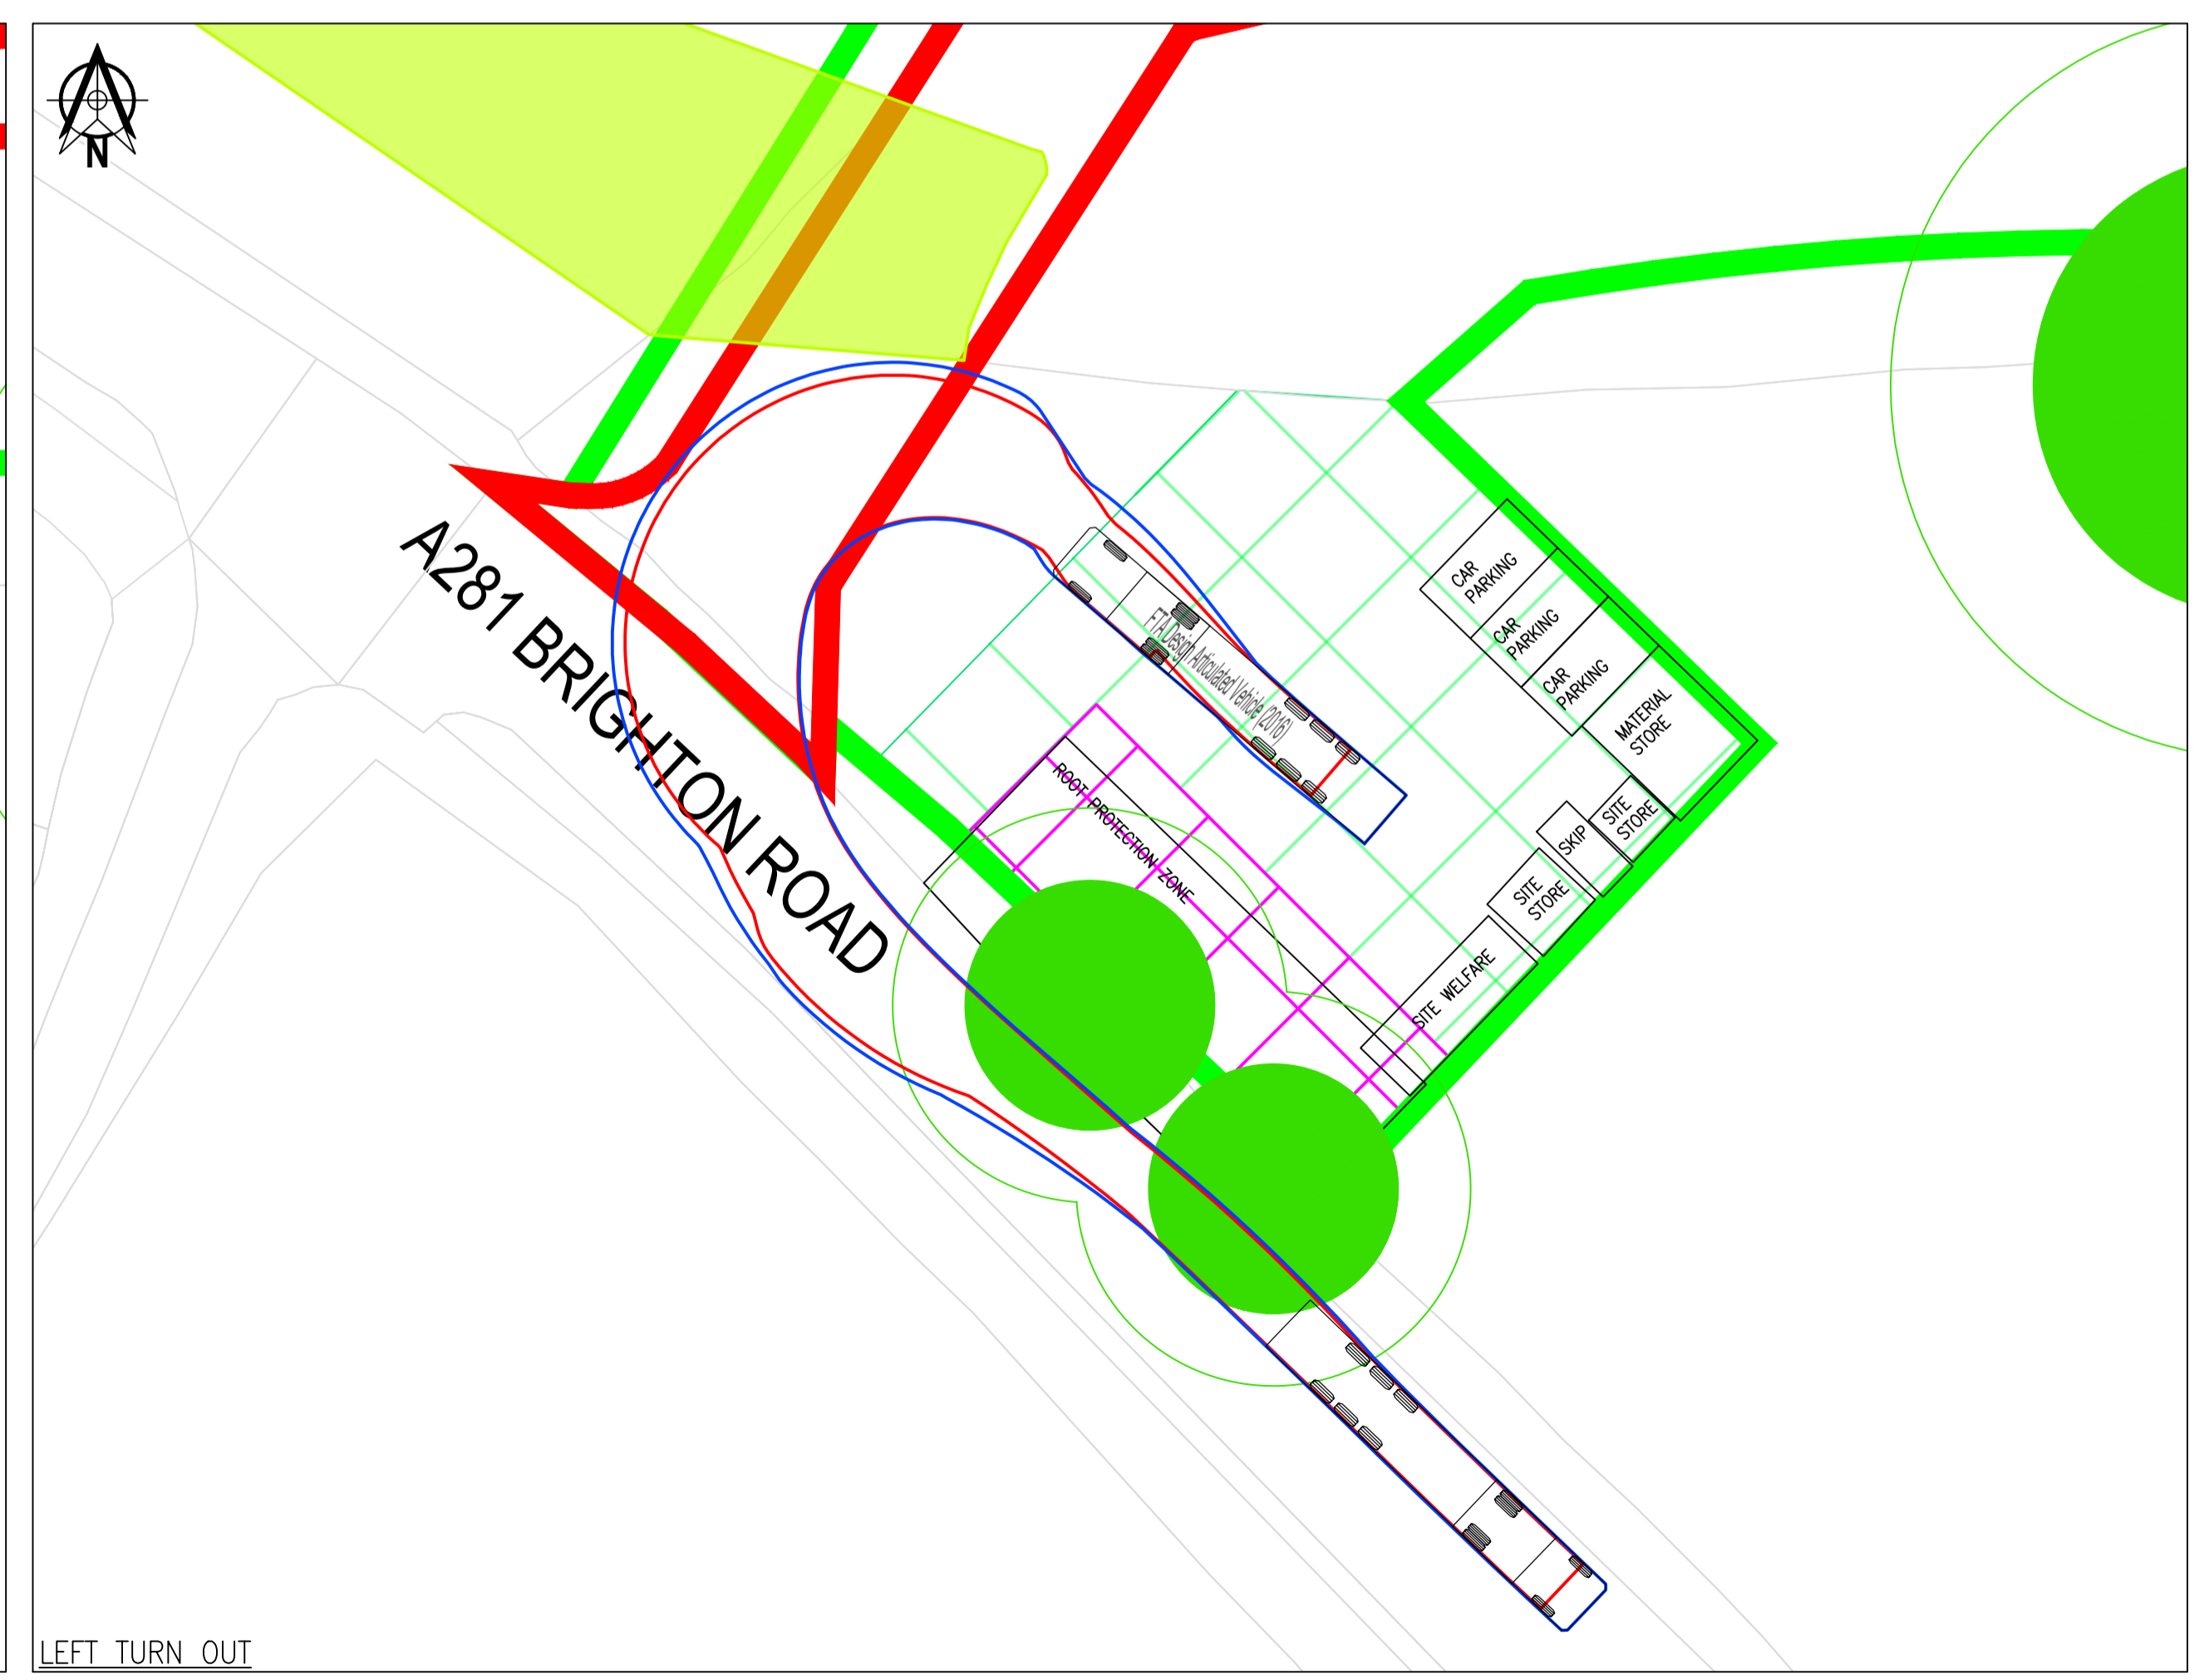 N
A281 BRIGHTON ROAD
FTA Design Articulated Vehicle (2016)
CAR
PARKING
CAR
PARKING
CAR
PARKING
MATERIAL
STORE
SITE
STORE
SKIP
SITE
STORE
SITE WELFARE
ROOT PROTECTION ZONE
LEFT TURN OUT